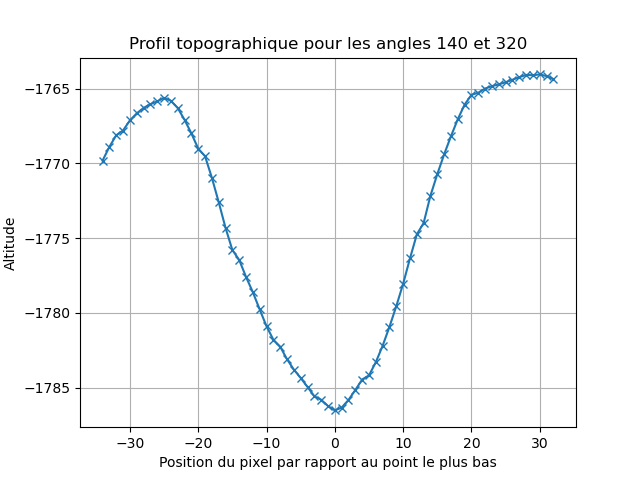 Profil topographique pour les angles 140 et 320
Altitude
−1765
−1770
−1775
−1780
−1785
−30 −20 −10 0 10 20 30
Position du pixel par rapport au point le plus bas